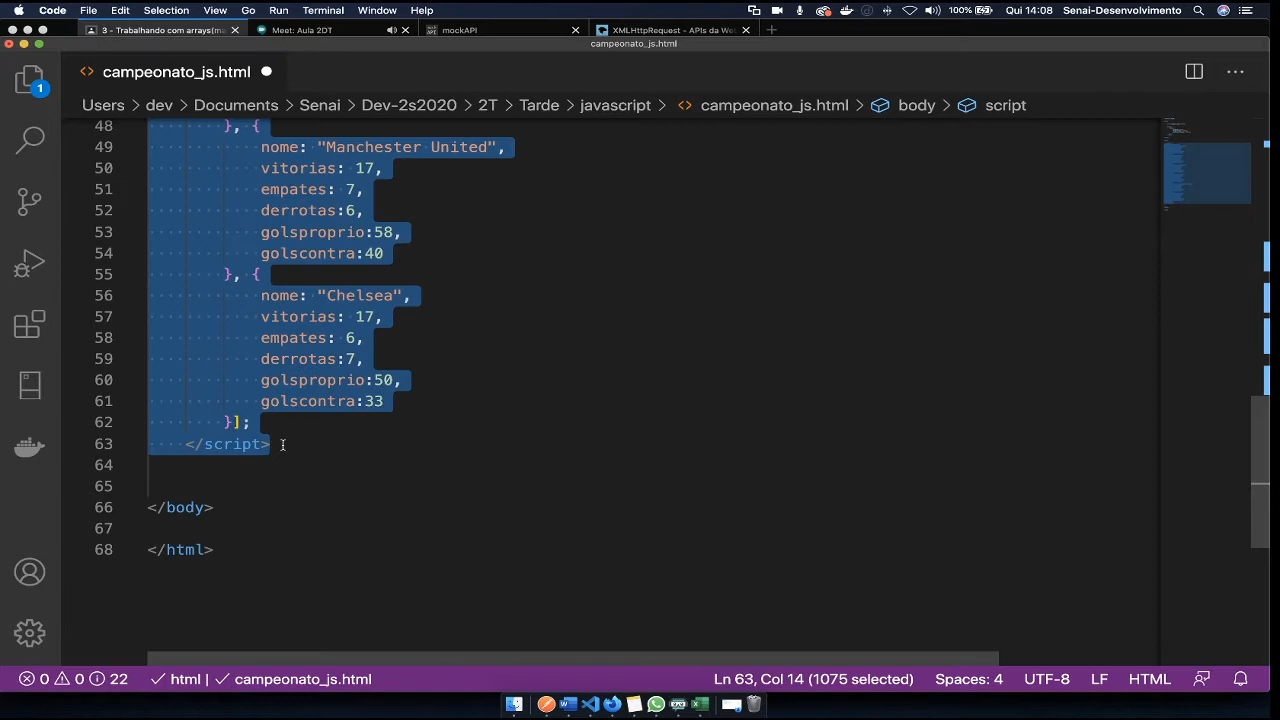 Code File Edit Selection View Go Run Terminal Window Help 100% Qui 14:08 Senai-Desenvolvimento
3 - Trabalhando com arrays(ma Meet: Aula 2DT mockAPI XMLHttpRequest - APIs da We
campeonato_js.html
campeonato_js.html
1
Users > dev > Documents > Senai > Dev-2s2020 > 2T > Tarde > javascript > campeonato_js.html > body > script
48 }, {
49 nome: "Manchester United",
50 vitorias: 17,
51 empates: 7,
52 derrotas:6,
53 golsproprio:58,
54 golscontra:40
55 }, {
56 nome: "Chelsea",
57 vitorias: 17,
58 empates: 6,
59 derrotas:7,
60 golsproprio:50,
61 golscontra:33
62 }];
63 </script>
64
65
66 </body>
67
68 </html>
0 0 22 html campeonato_js.html Ln 63, Col 14 (1075 selected) Spaces: 4 UTF-8 LF HTML